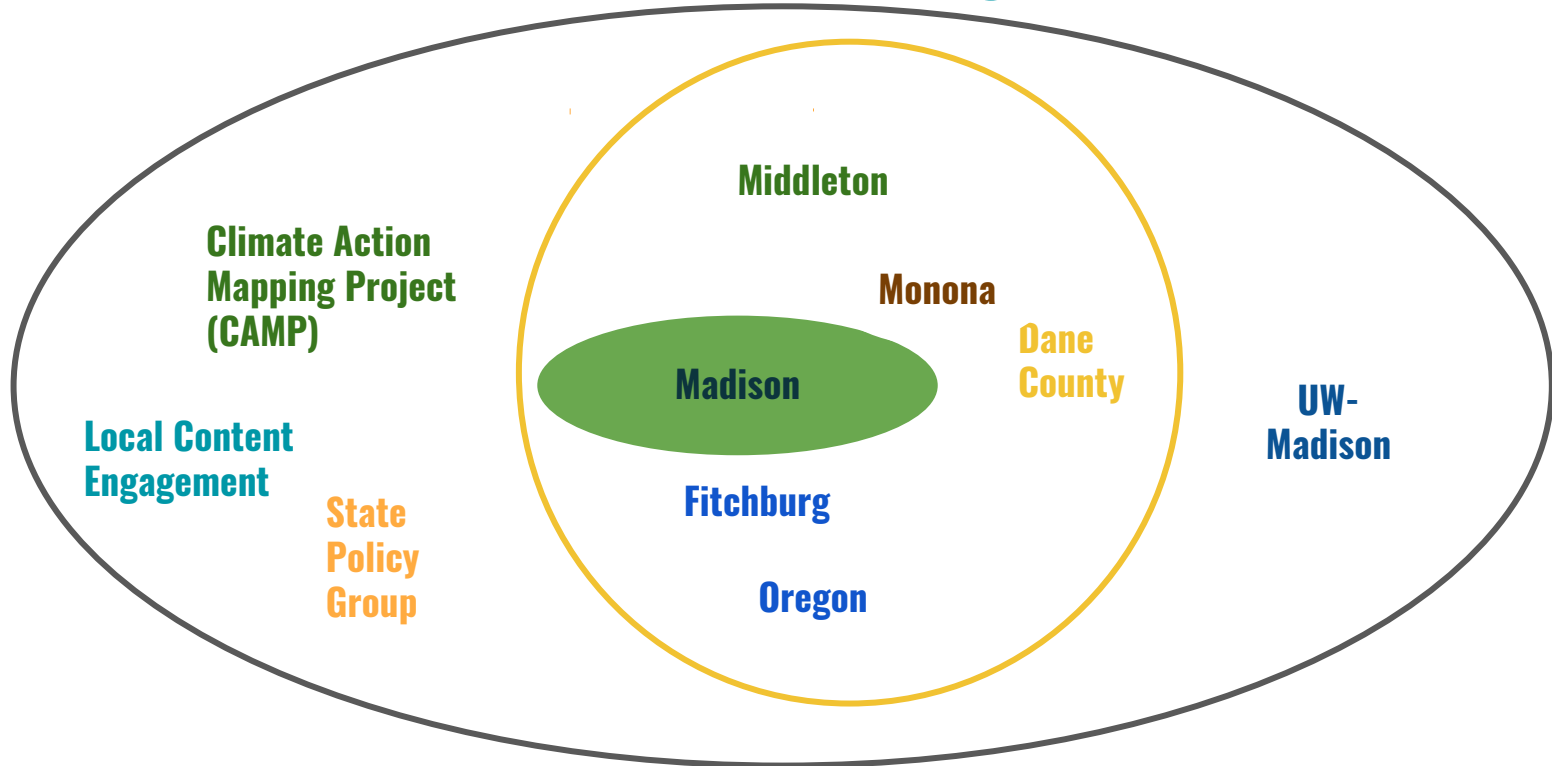 Middleton
Climate Action
Mapping Project
(CAMP)
Monona
Dane
County
Madison
UW-
Madison
Local Content
Engagement
State
Policy
Group
Fitchburg
Oregon